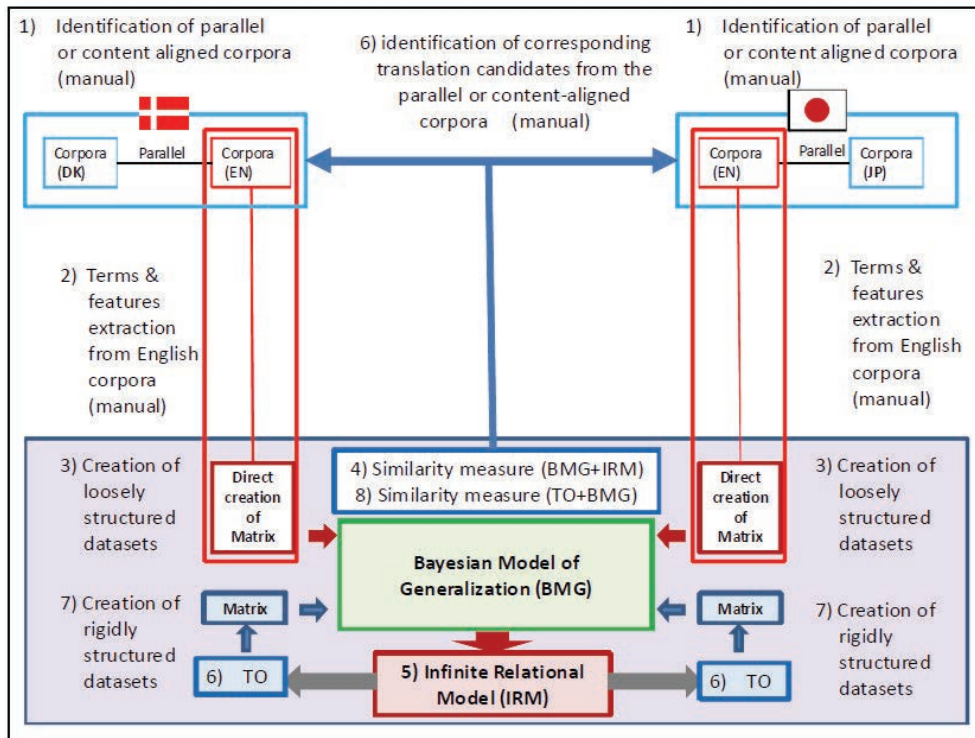 1) Identification of parallel
or content aligned corpora
(manual)
6) identification of corresponding
translation candidates from the
parallel or content-aligned
corpora (manual)
1) Identification of parallel
or content aligned corpora
(manual)
Corpora
(DK)
Parallel
Corpora
(EN)
Corpora
(EN)
Parallel
Corpora
(JP)
2) Terms &
features
extraction
from English
corpora
(manual)
2) Terms &
features
extraction
from English
corpora
(manual)
3) Creation of
loosely
structured
datasets
Direct
creation
of
Matrix
4) Similarity measure (BMG+IRM)
8) Similarity measure (TO+BMG)
Direct
creation
of
Matrix
3) Creation of
loosely
structured
datasets
Bayesian Model of
Generalization (BMG)
7) Creation of
rigidly
structured
datasets
Matrix
6) TO
5) Infinite Relational
Model (IRM)
Matrix
6) TO
7) Creation of
rigidly
structured
datasets